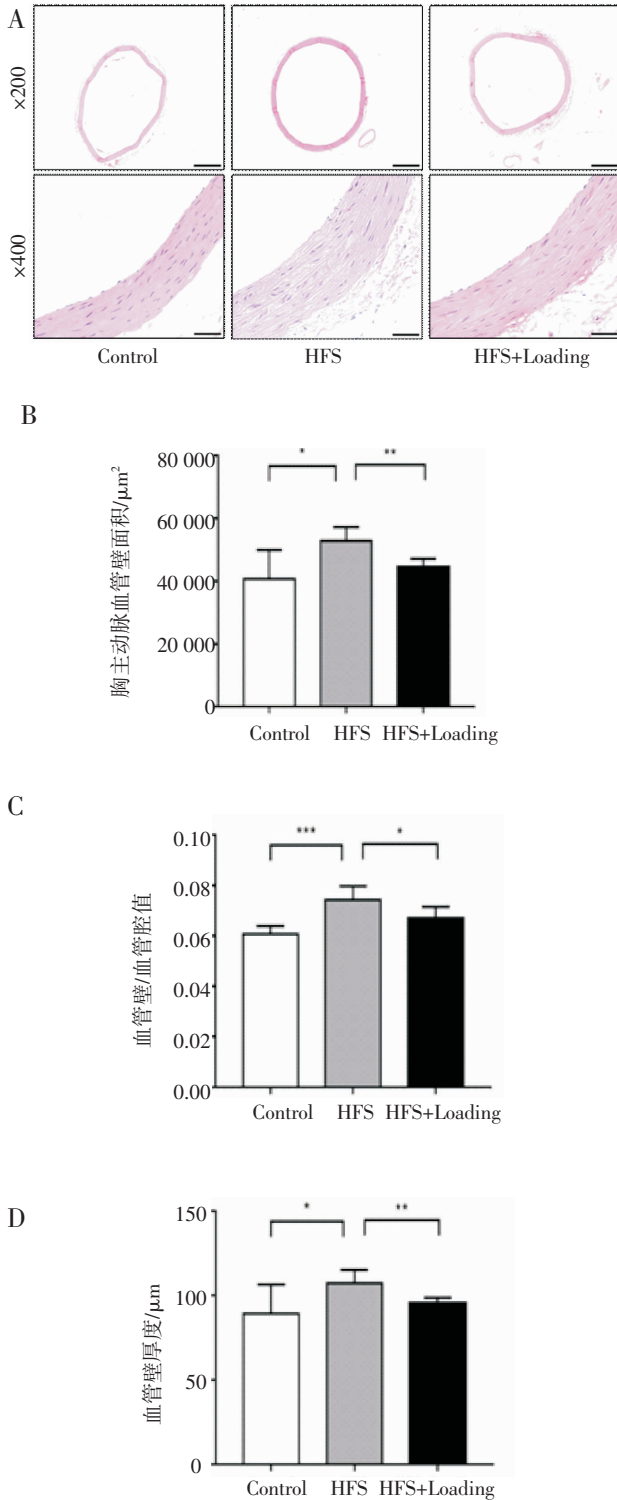 A
×200
×400
Control HFS HFS+Loading
B
胸主动脉血管壁面积/μm²
80 000
60 000
40 000
20 000
0
* **
Control HFS HFS+Loading
C
血管壁/血管腔值
0.10
0.08
0.06
0.04
0.02
0.00
*** *
Control HFS HFS+Loading
D
血管壁厚度/μm
150
100
50
0
* **
Control HFS HFS+Loading